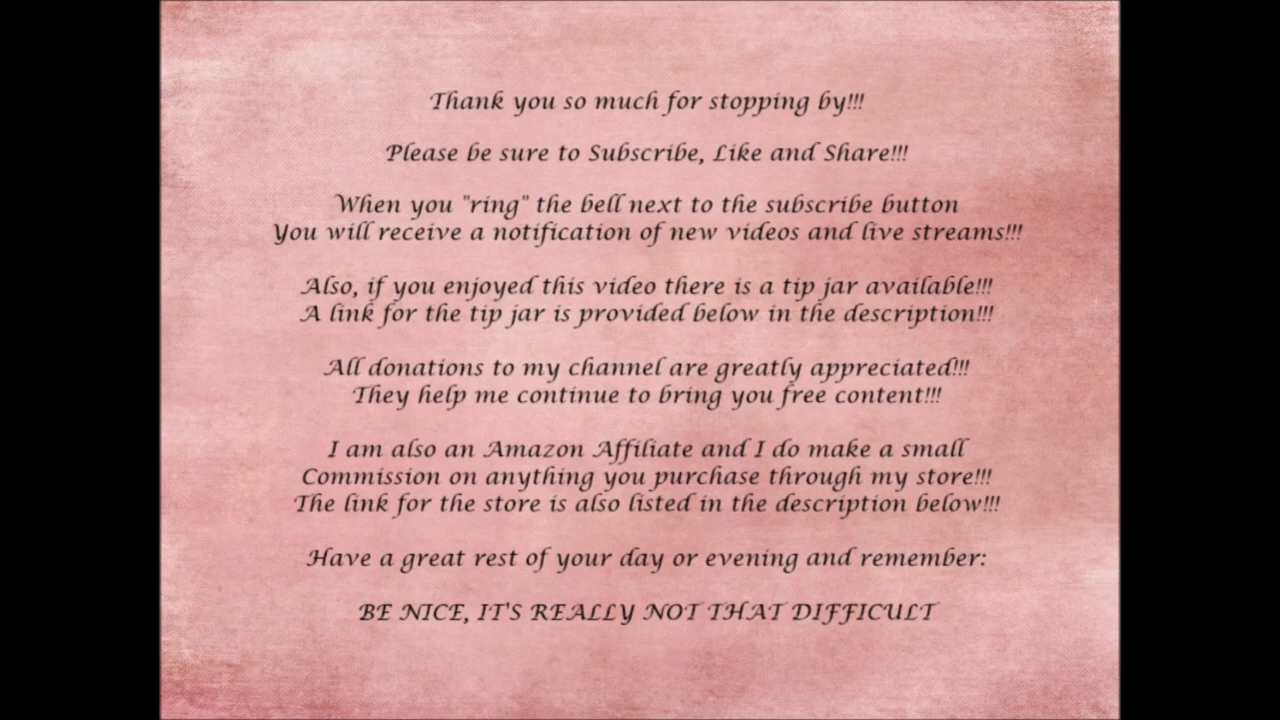 Thank you so much for stopping by!!!
Please be sure to Subscribe, Like and Share!!!
When you "ring" the bell next to the subscribe button
You will receive a notification of new videos and live streams!!!
Also, if you enjoyed this video there is a tip jar available!!!
A link for the tip jar is provided below in the description!!!
All donations to my channel are greatly appreciated!!!
They help me continue to bring you free content!!!
I am also an Amazon Affiliate and I do make a small
Commission on anything you purchase through my store!!!
The link for the store is also listed in the description below!!!
Have a great rest of your day or evening and remember:
BE NICE, IT'S REALLY NOT THAT DIFFICULT